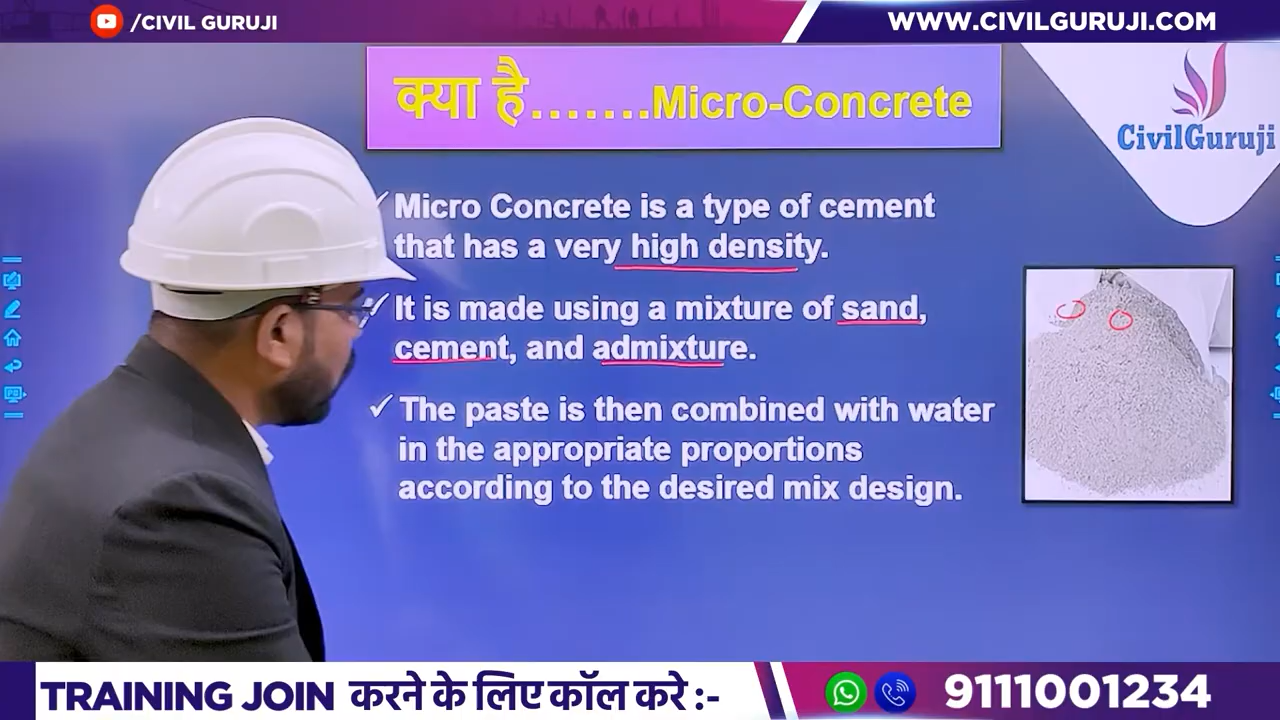 /CIVIL GURUJI
WWW.CIVILGURUJI.COM
क्या है.......Micro-Concrete
CivilGuruji
✓ Micro Concrete is a type of cement
that has a very high density.
✓ It is made using a mixture of sand,
cement, and admixture.
✓ The paste is then combined with water
in the appropriate proportions
according to the desired mix design.
TRAINING JOIN करने के लिए कॉल करे :-
9111001234